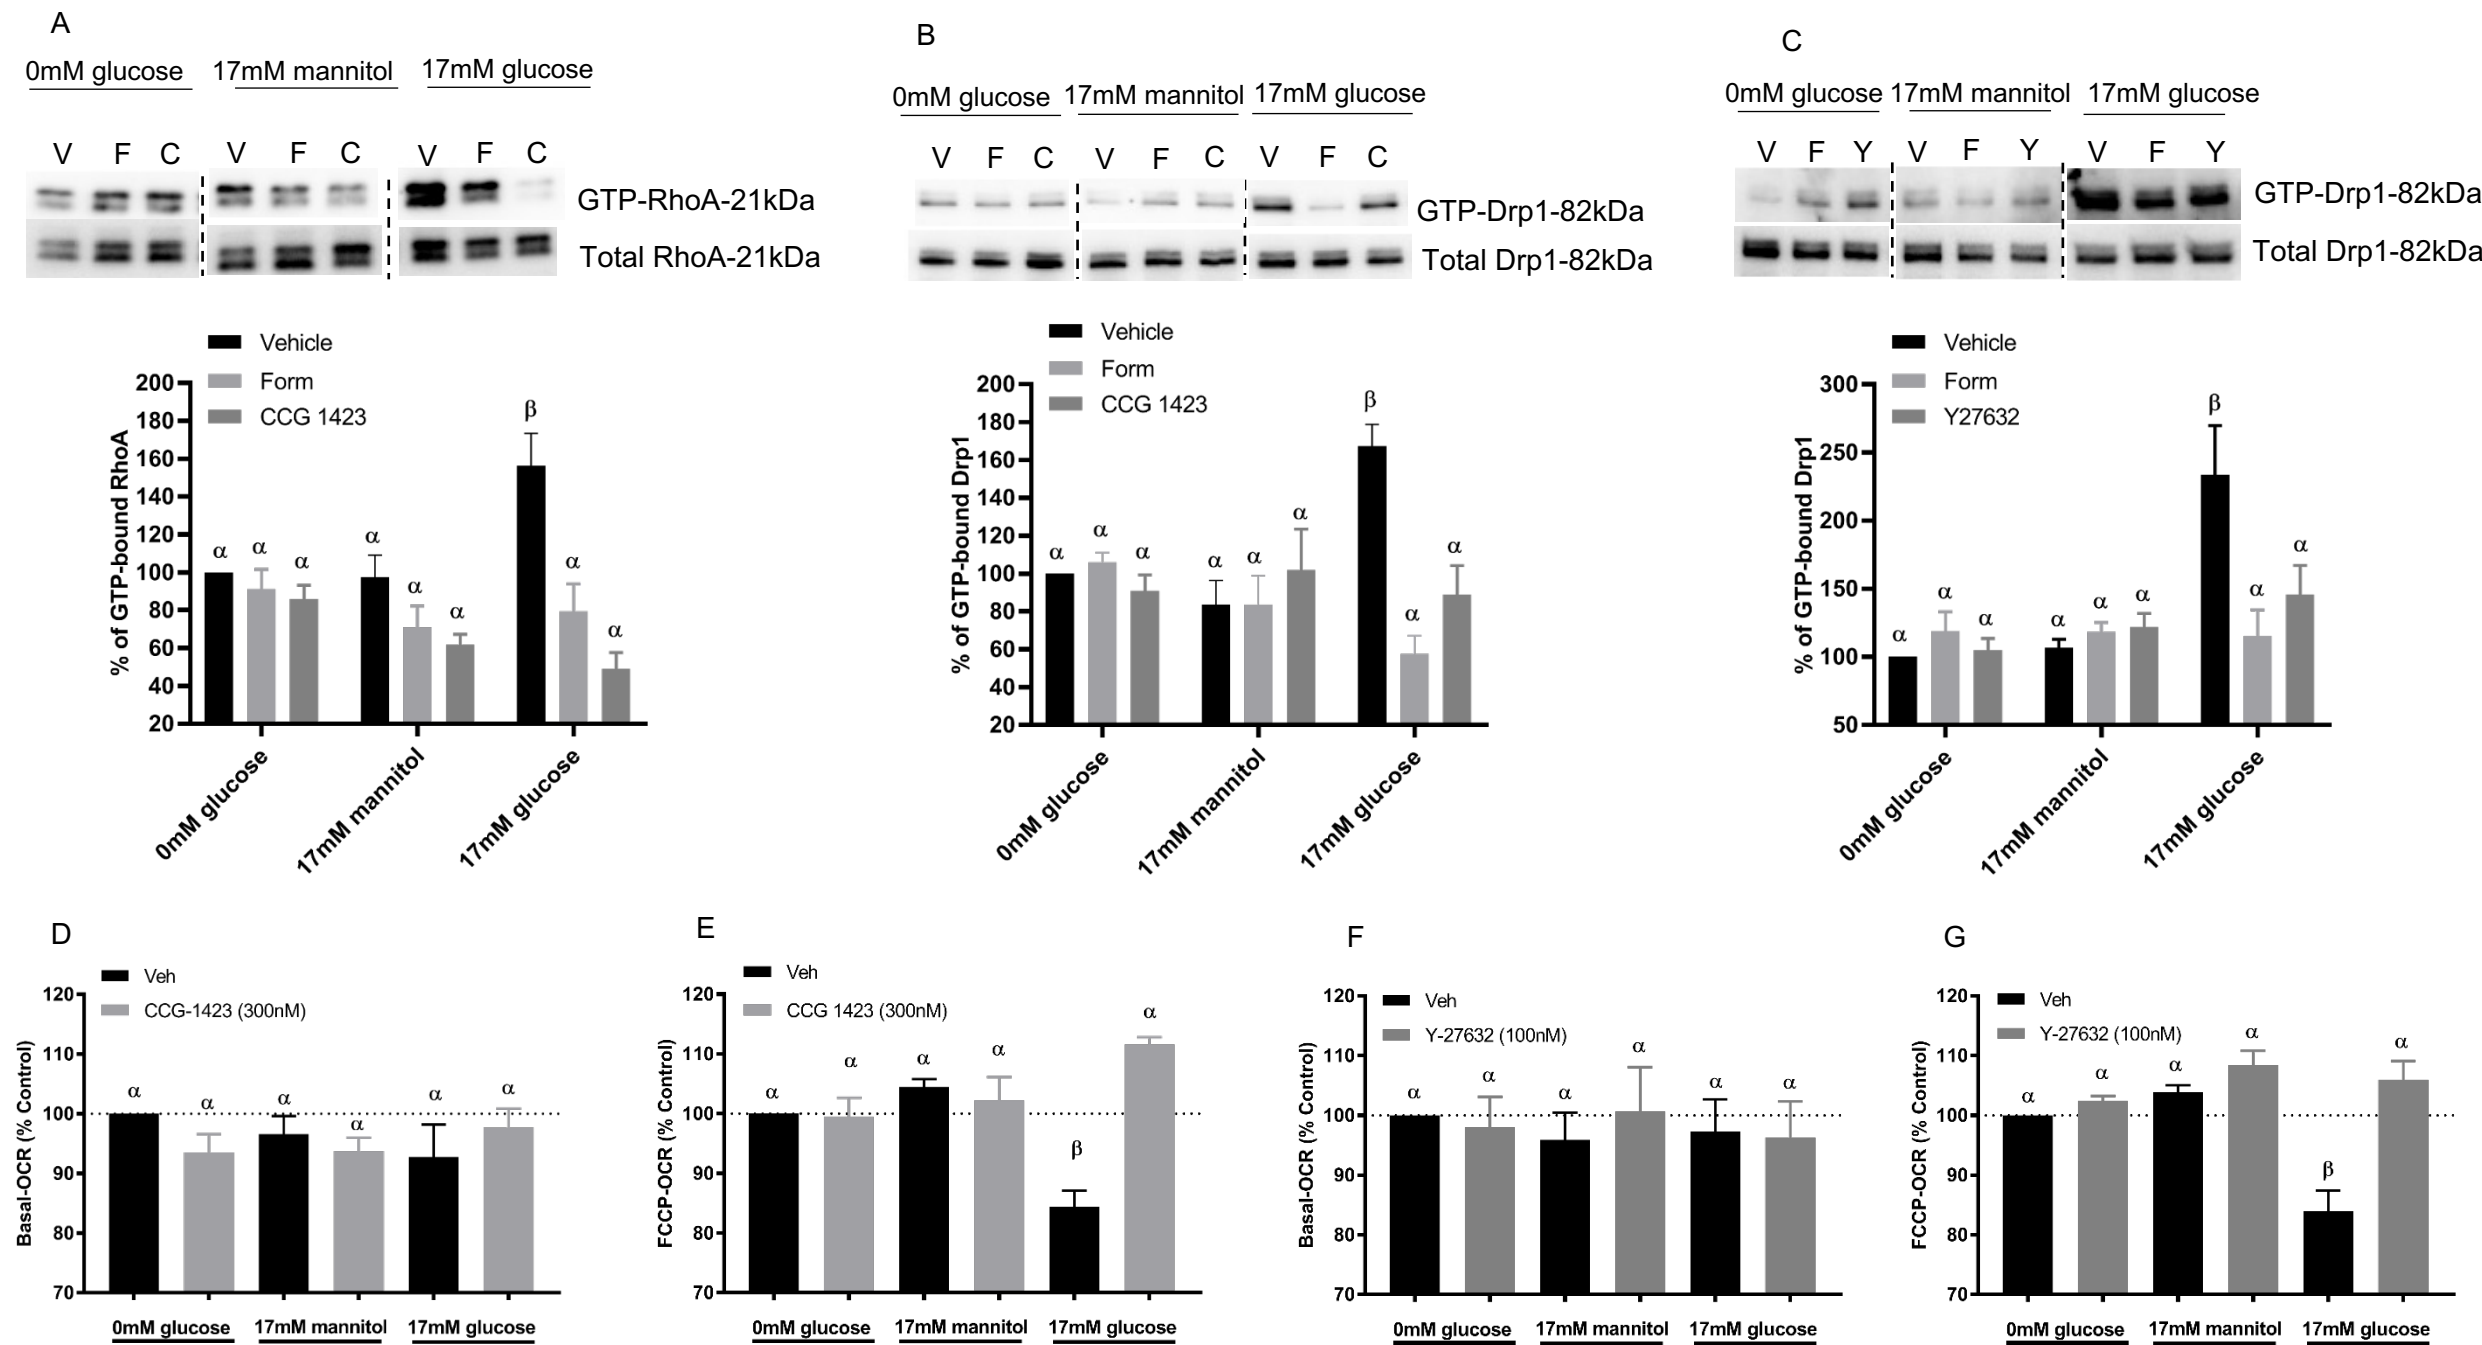 A
0mM glucose 17mM mannitol 17mM glucose
V F C V F C V F C
GTP-RhoA-21kDa
Total RhoA-21kDa
Vehicle
Form
CCG 1423
% of GTP-bound RhoA
200
180
160
140
120
100
80
60
40
20
α α α α α α β α α
0mM glucose 17mM mannitol 17mM glucose
B
0mM glucose 17mM mannitol 17mM glucose
V F C V F C V F C
GTP-Drp1-82kDa
Total Drp1-82kDa
Vehicle
Form
CCG 1423
% of GTP-bound Drp1
200
180
160
140
120
100
80
60
40
20
α α α α α α β α α
0mM glucose 17mM mannitol 17mM glucose
C
0mM glucose 17mM mannitol 17mM glucose
V F Y V F Y V F Y
GTP-Drp1-82kDa
Total Drp1-82kDa
Vehicle
Form
Y27632
% of GTP-bound Drp1
300
250
200
150
100
50
α α α α α α β α α
0mM glucose 17mM mannitol 17mM glucose
D
Veh
CCG-1423 (300nM)
Basal-OCR (% Control)
120
110
100
90
80
70
α α α α α α
0mM glucose 17mM mannitol 17mM glucose
E
Veh
CCG 1423 (300nM)
FCCP-OCR (% Control)
120
110
100
90
80
70
α α α α β α
0mM glucose 17mM mannitol 17mM glucose
F
Veh
Y-27632 (100nM)
Basal-OCR (% Control)
120
110
100
90
80
70
α α α α α α
0mM glucose 17mM mannitol 17mM glucose
G
Veh
Y-27632 (100nM)
FCCP-OCR (% Control)
120
110
100
90
80
70
α α α α β α
0mM glucose 17mM mannitol 17mM glucose